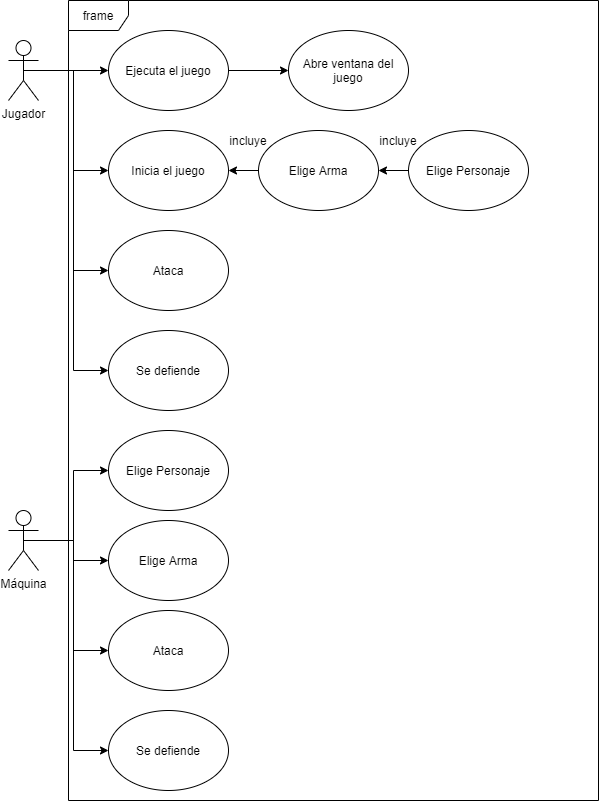 frame
Jugador
Ejecuta el juego
Abre ventana del
juego
Inicia el juego
incluye
Elige Arma
incluye
Elige Personaje
Ataca
Se defiende
Máquina
Elige Personaje
Elige Arma
Ataca
Se defiende